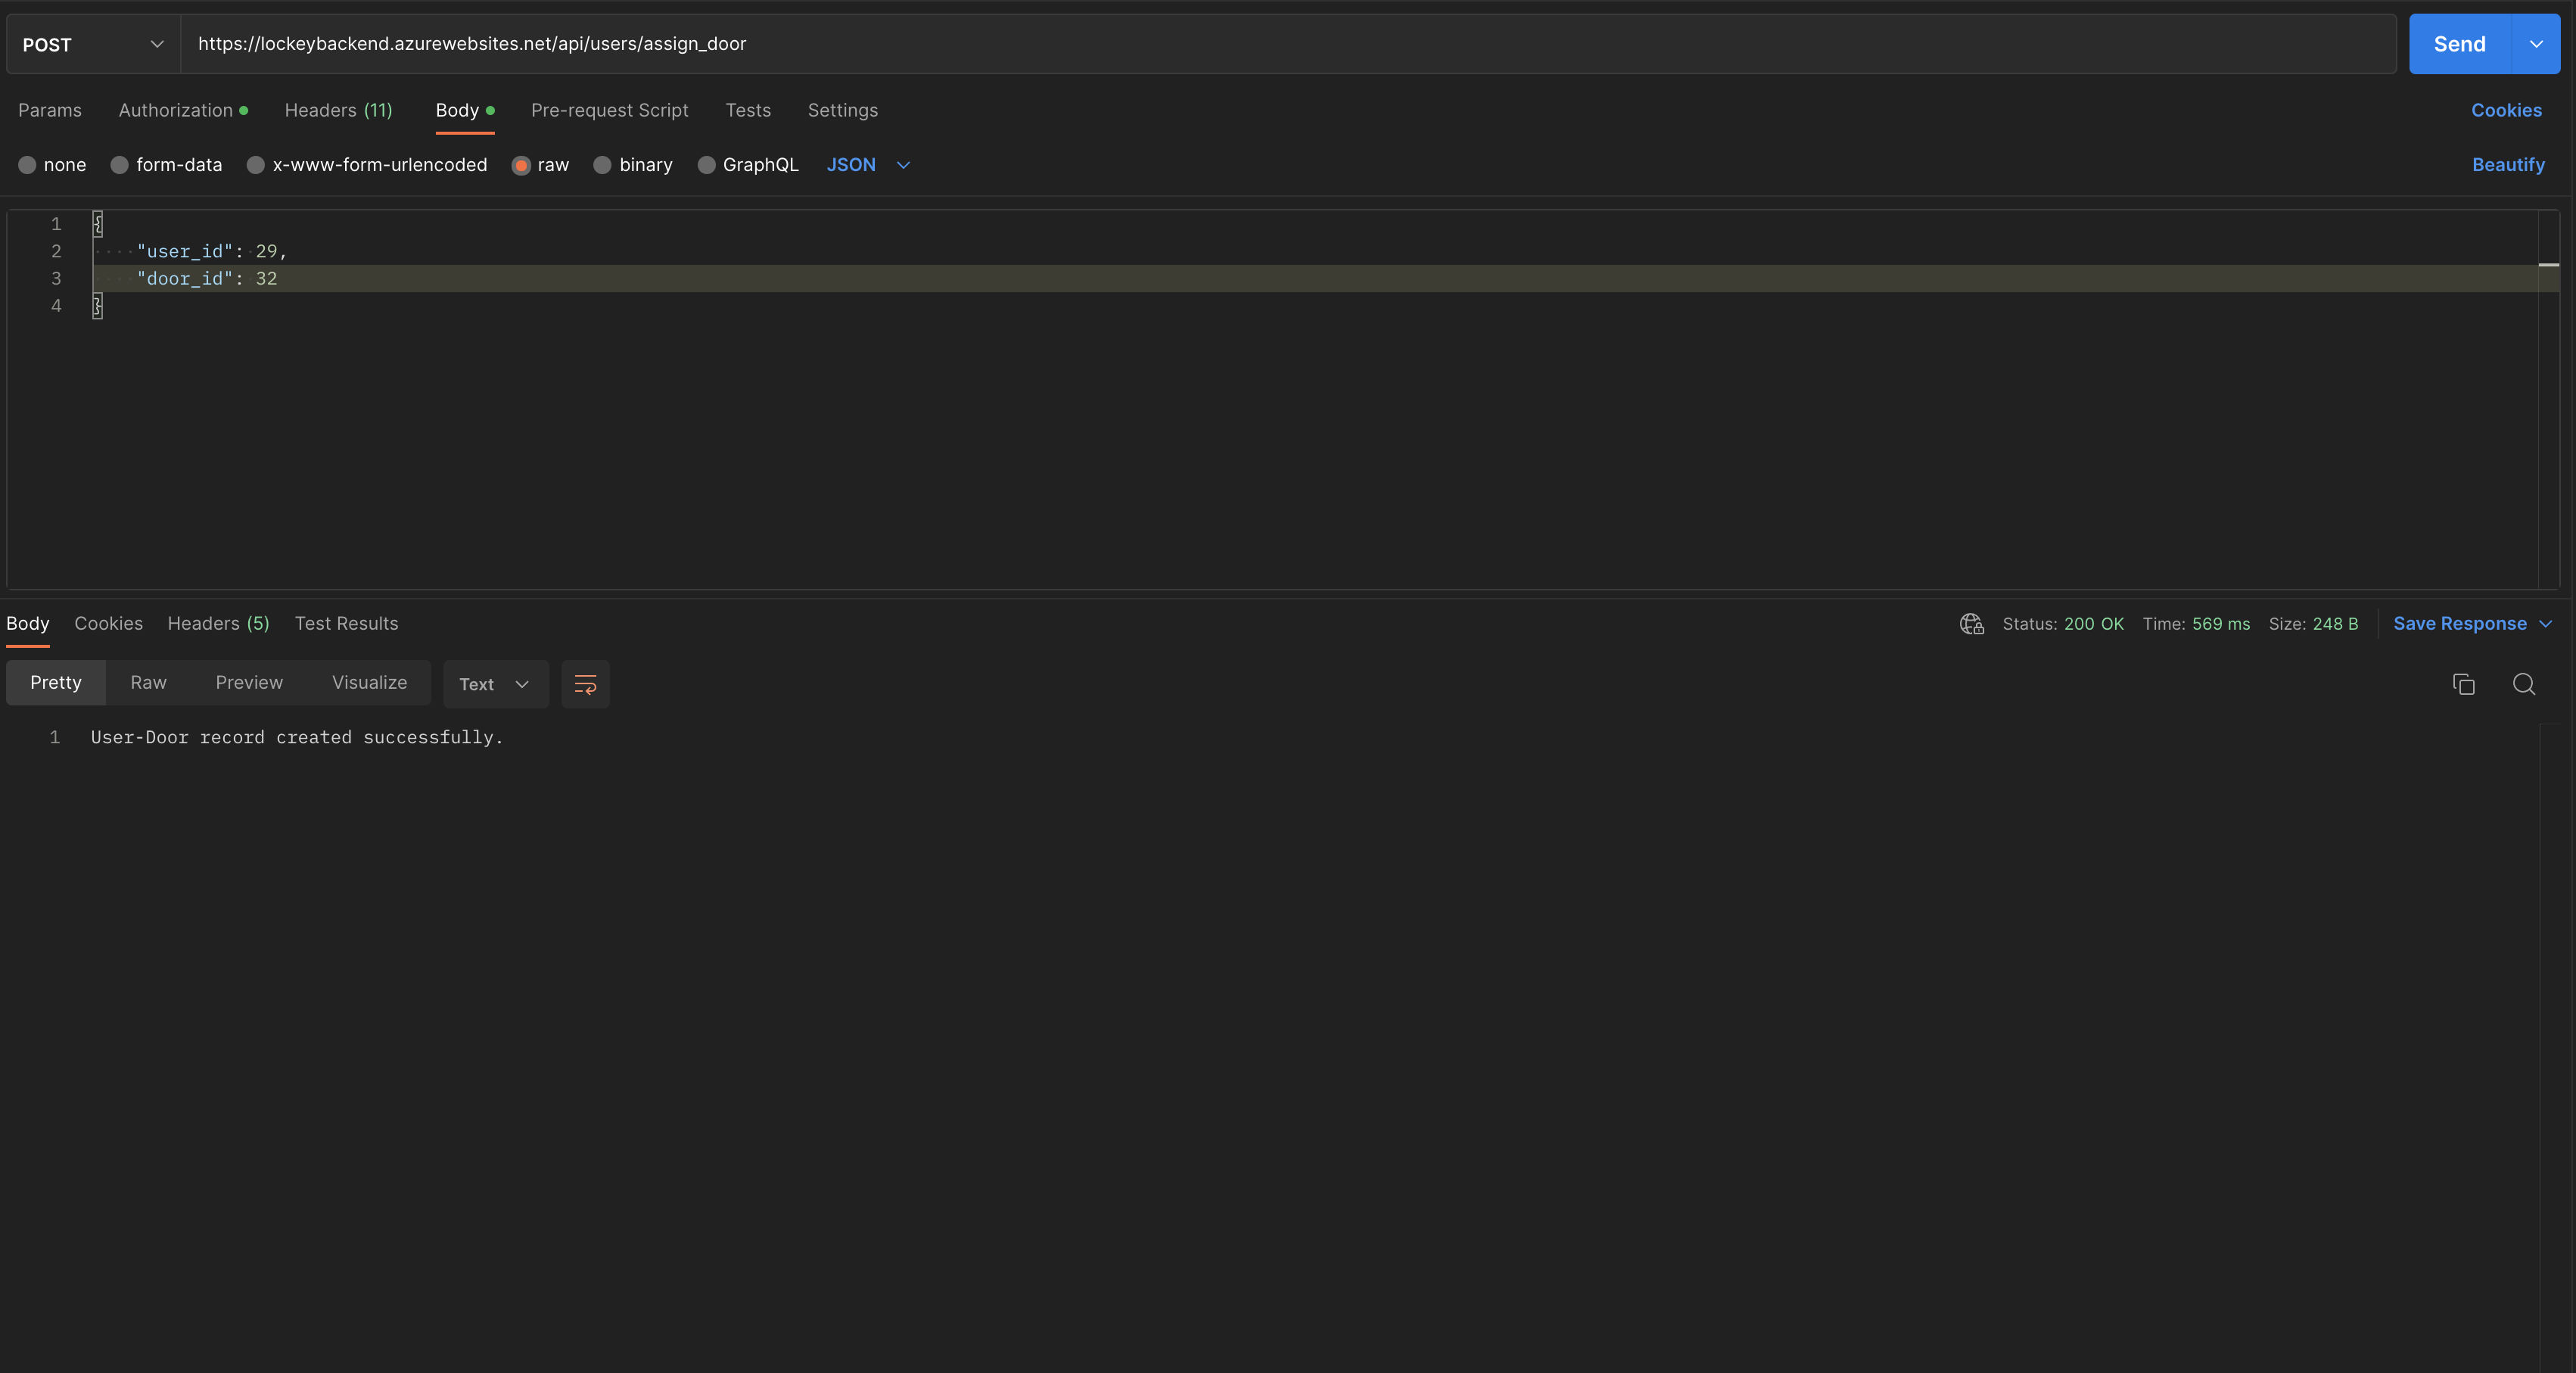 POST https://lockeybackend.azurewebsites.net/api/users/assign_door Send
Params Authorization Headers (11) Body Pre-request Script Tests Settings Cookies
none form-data x-www-form-urlencoded raw binary GraphQL JSON Beautify
1 {
2 "user_id": 29,
3 "door_id": 32
4 }
Body Cookies Headers (5) Test Results Status: 200 OK Time: 569 ms Size: 248 B Save Response
Pretty Raw Preview Visualize Text
1 User-Door record created successfully.